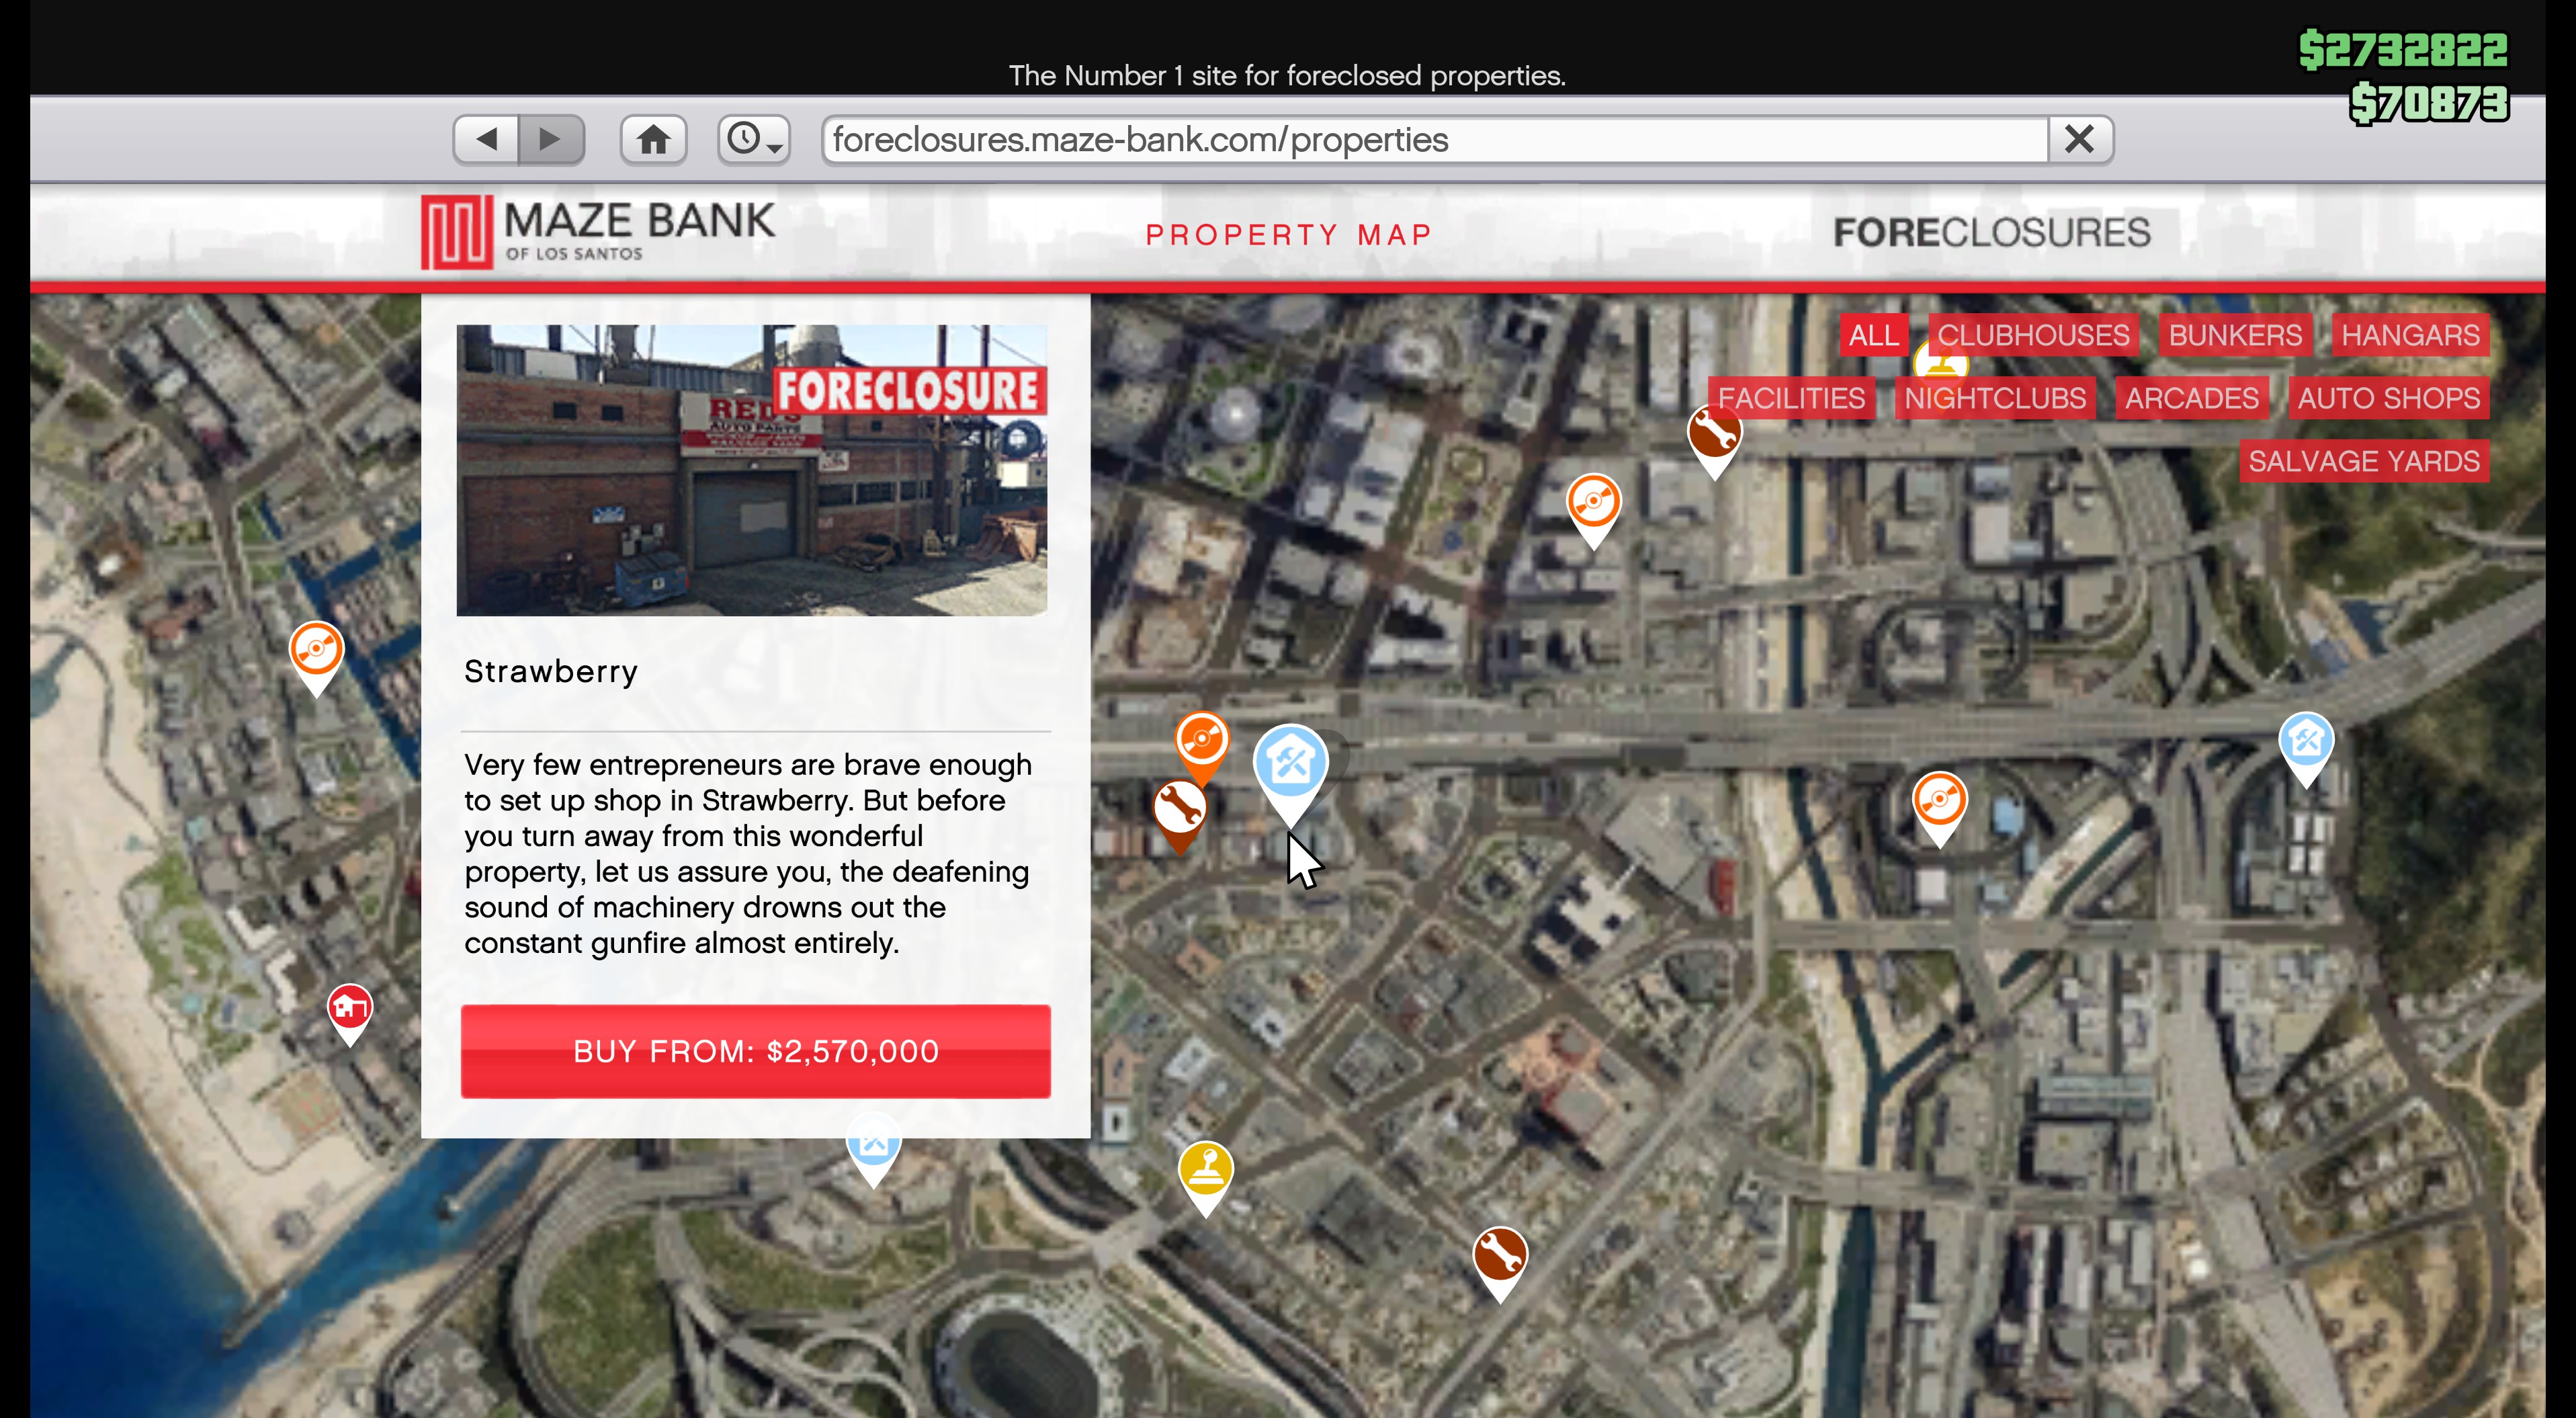 $2732822
The Number 1 site for foreclosed properties.
$70873
foreclosures.maze-bank.com/properties
MAZE BANK
OF LOS SANTOS
PROPERTY MAP
FORECLOSURES
ALL CLUBHOUSES BUNKERS HANGARS
FACILITIES NIGHTCLUBS ARCADES AUTO SHOPS
SALVAGE YARDS
FORECLOSURE
RED'S
AUTO PARTS
Strawberry
Very few entrepreneurs are brave enough
to set up shop in Strawberry. But before
you turn away from this wonderful
property, let us assure you, the deafening
sound of machinery drowns out the
constant gunfire almost entirely.
BUY FROM: $2,570,000